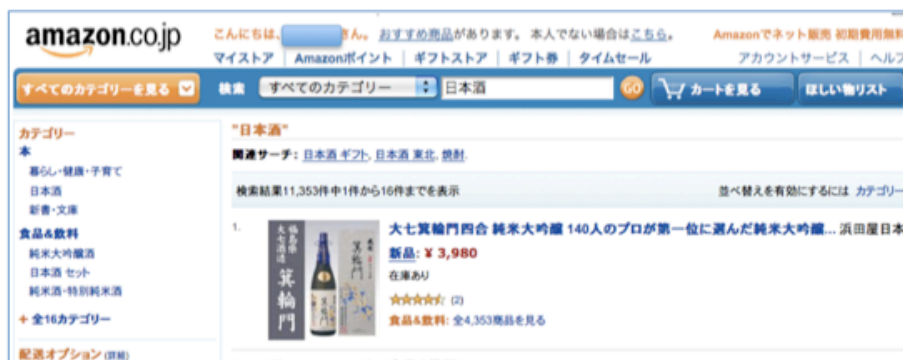 amazon.co.jp
こんにちは、 さん。 おすすめ商品があります。 本人でない場合はこちら。
Amazonでネット販売 初期費用無料
マイストア | Amazonポイント | ギフトストア | ギフト券 | タイムセール
アカウントサービス | ヘルプ
すべてのカテゴリーを見る 検索 すべてのカテゴリー 日本酒 GO カートを見る ほしい物リスト
カテゴリー
本
暮らし・健康・子育て
日本酒
新書・文庫
食品&飲料
純米大吟醸酒
日本酒 セット
純米酒・特別純米酒
+ 全16カテゴリー
配送オプション (詳細)
"日本酒"
関連サーチ: 日本酒 ギフト, 日本酒 東北, 焼酎.
検索結果11,353件中1件から16件までを表示
並べ替えを有効にするには カテゴリー
1.
福島県
大七酒造
箕輪門
箕輪門
大七箕輪門四合 純米大吟醸 140人のプロが第一位に選んだ純米大吟醸... 浜田屋日本
新品: ¥ 3,980
在庫あり
(2)
食品&飲料: 全4,353商品を見る